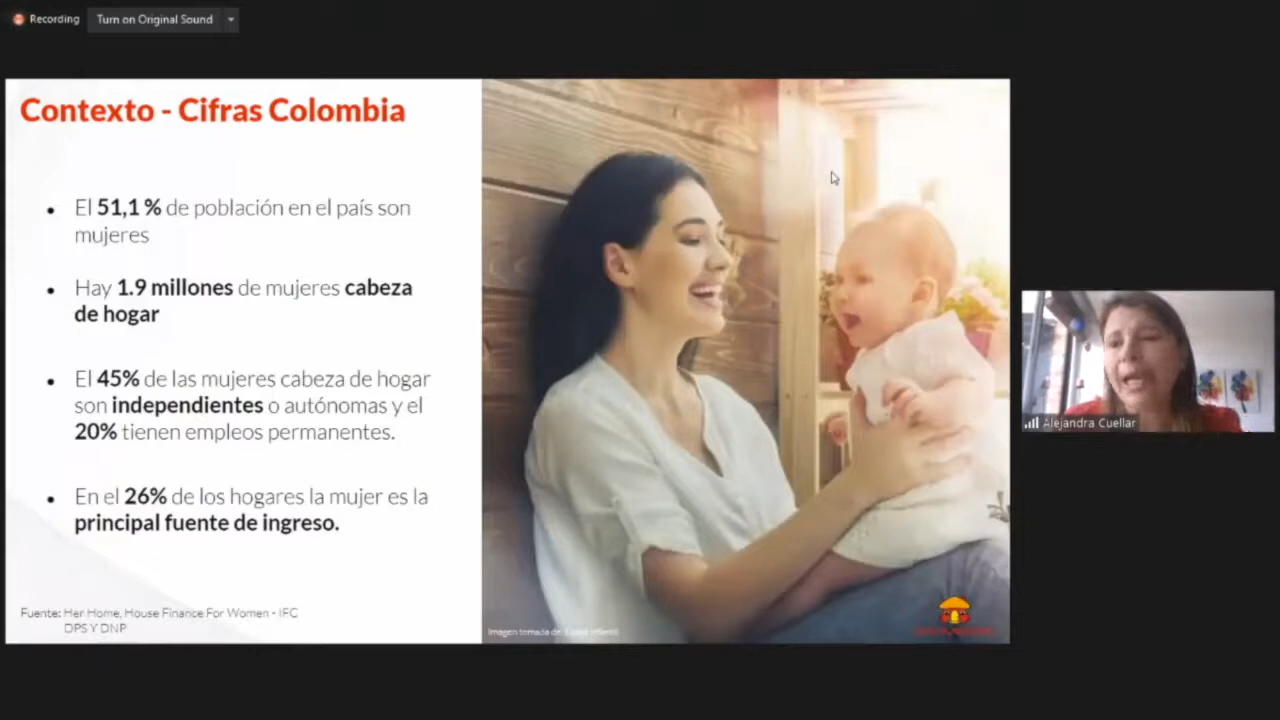 Recording
Turn on Original Sound
Contexto - Cifras Colombia
• El 51,1 % de población en el país son
mujeres
• Hay 1.9 millones de mujeres cabeza
de hogar
• El 45% de las mujeres cabeza de hogar
son independientes o autónomas y el
20% tienen empleos permanentes.
• En el 26% de los hogares la mujer es la
principal fuente de ingreso.
Fuente: Her Home, House Finance For Women - IFC
DPS Y DNP
Imagen tomada de:
Alejandra Cuellar